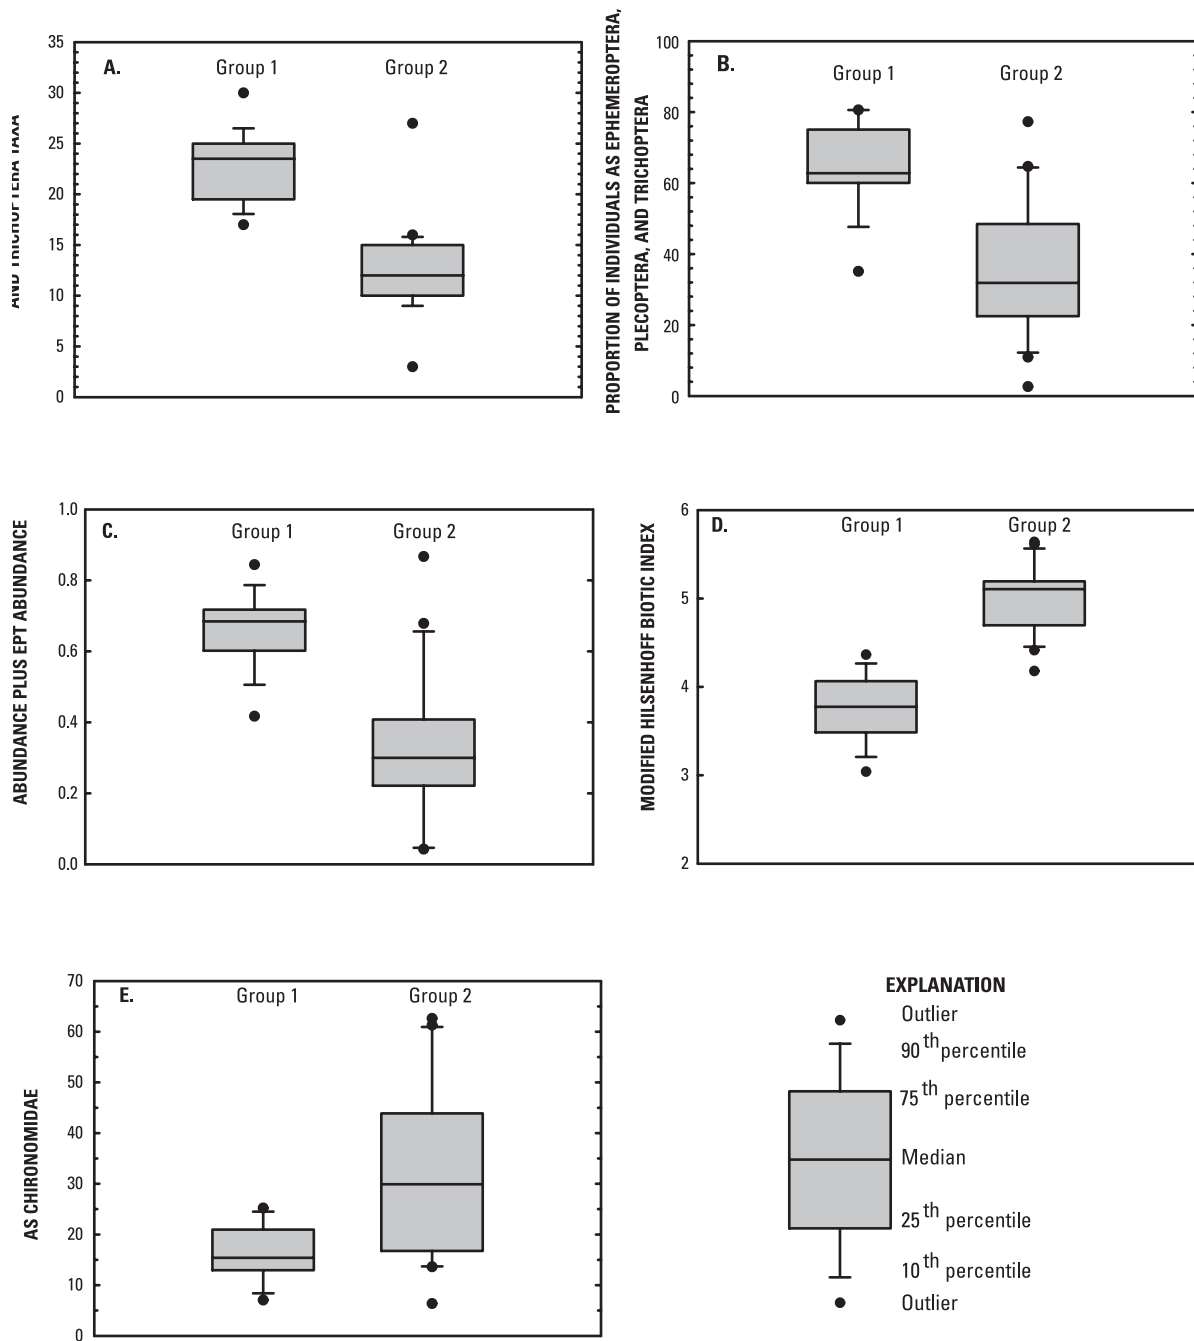 AND TRICHOPTERA TAXA
35
30
25
20
15
10
5
0
A.
Group 1
Group 2
PROPORTION OF INDIVIDUALS AS EPHEMEROPTERA,
PLECOPTERA, AND TRICHOPTERA
100
80
60
40
20
0
B.
Group 1
Group 2
ABUNDANCE PLUS EPT ABUNDANCE
1.0
0.8
0.6
0.4
0.2
0.0
C.
Group 1
Group 2
MODIFIED HILSENHOFF BIOTIC INDEX
6
5
4
3
2
D.
Group 1
Group 2
AS CHIRONOMIDAE
70
60
50
40
30
20
10
0
E.
Group 1
Group 2
EXPLANATION
Outlier
90th percentile
75th percentile
Median
25th percentile
10th percentile
Outlier